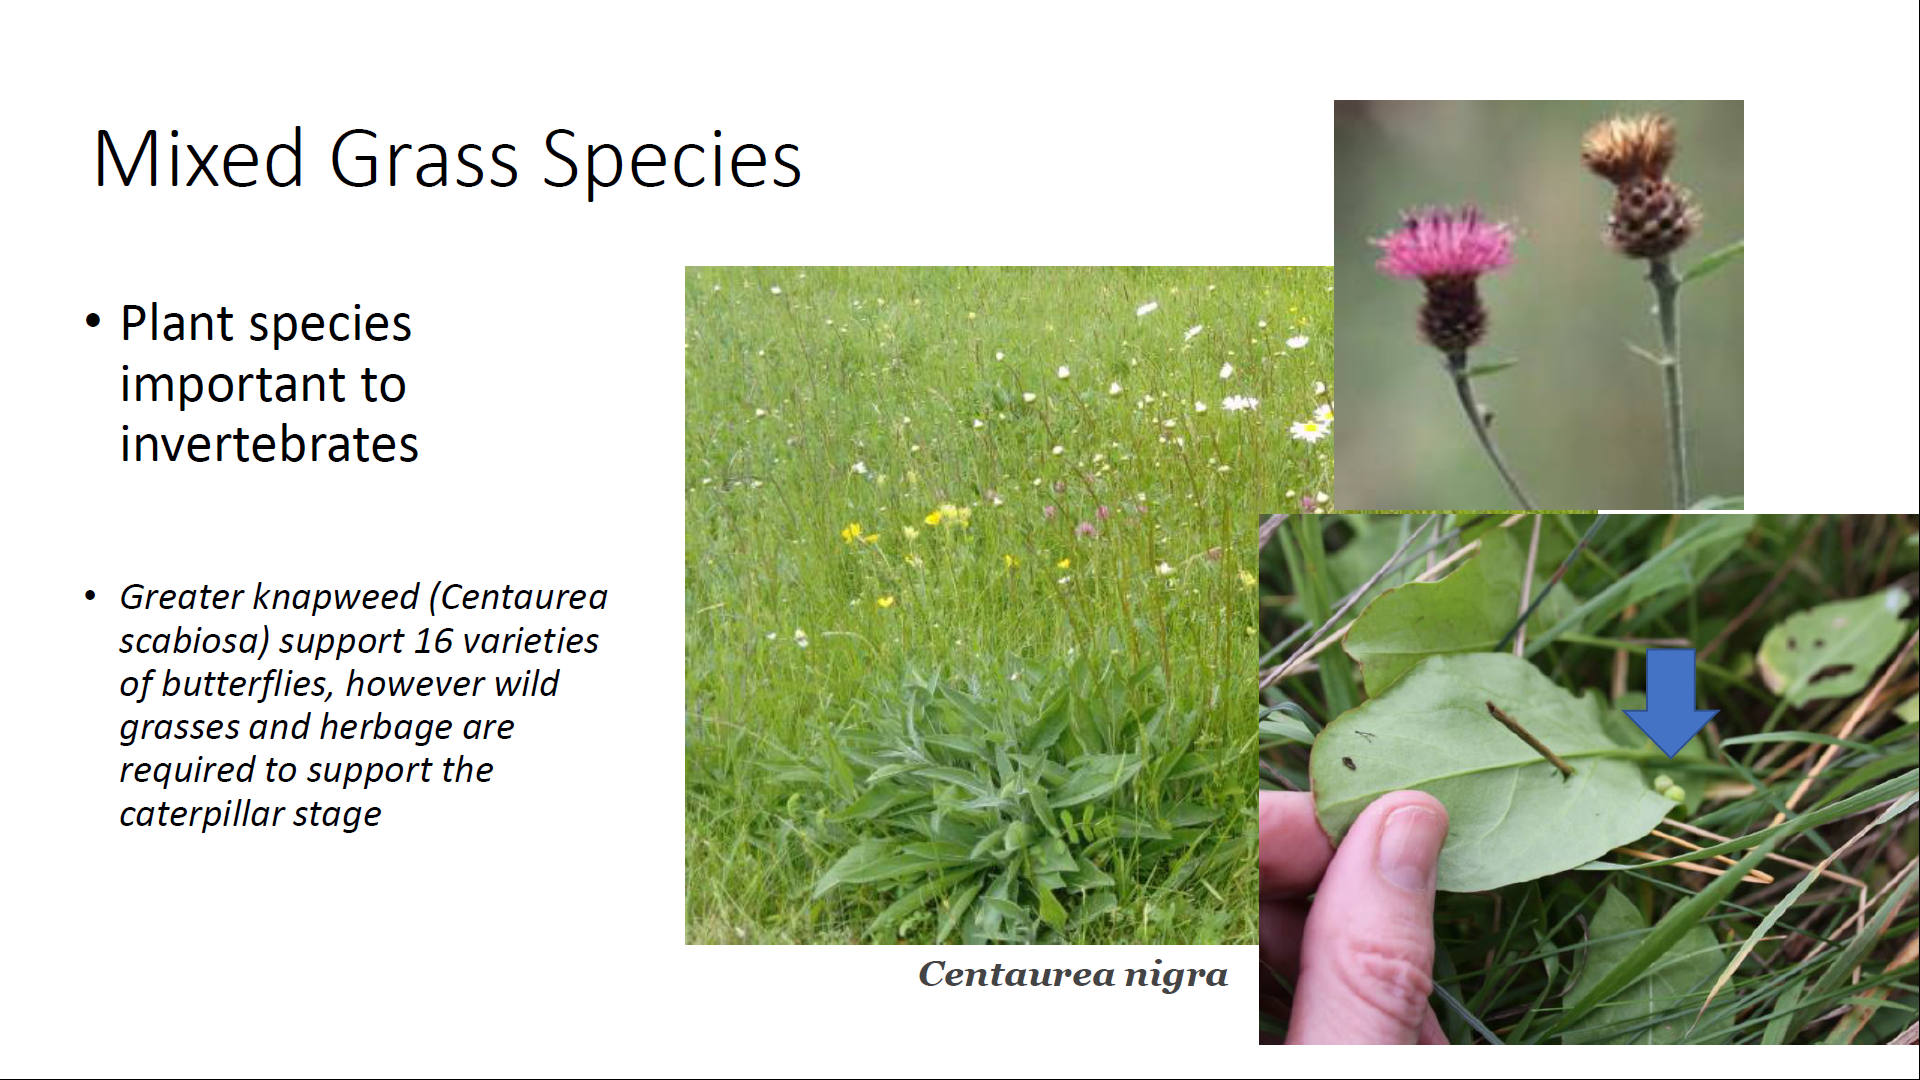 Mixed Grass Species
• Plant species
important to
invertebrates
• Greater knapweed (Centaurea
scabiosa) support 16 varieties
of butterflies, however wild
grasses and herbage are
required to support the
caterpillar stage
Centaurea nigra